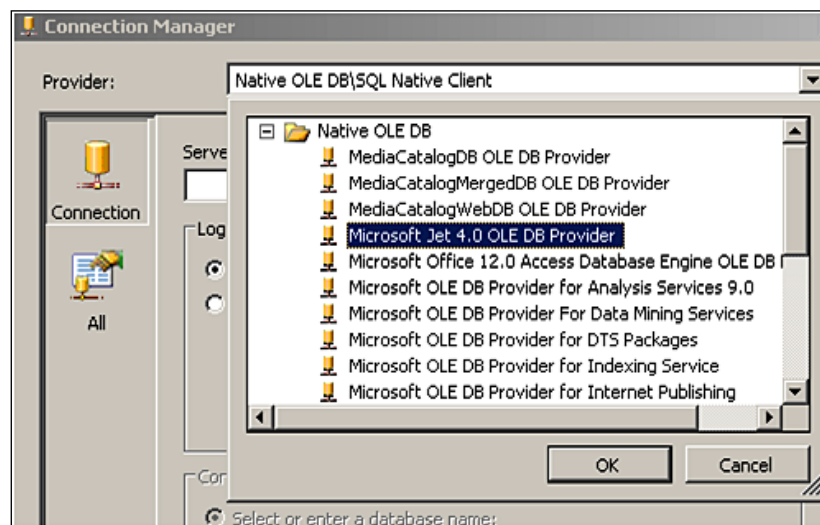 Connection Manager
Provider:
Native OLE DB\SQL Native Client
Native OLE DB
MediaCatalogDB OLE DB Provider
MediaCatalogMergedDB OLE DB Provider
MediaCatalogWebDB OLE DB Provider
Microsoft Jet 4.0 OLE DB Provider
Microsoft Office 12.0 Access Database Engine OLE DB
Microsoft OLE DB Provider for Analysis Services 9.0
Microsoft OLE DB Provider For Data Mining Services
Microsoft OLE DB Provider for DTS Packages
Microsoft OLE DB Provider for Indexing Service
Microsoft OLE DB Provider for Internet Publishing
Connection
All
Serve
Log
OK
Cancel
Cor
Select or enter a database name: